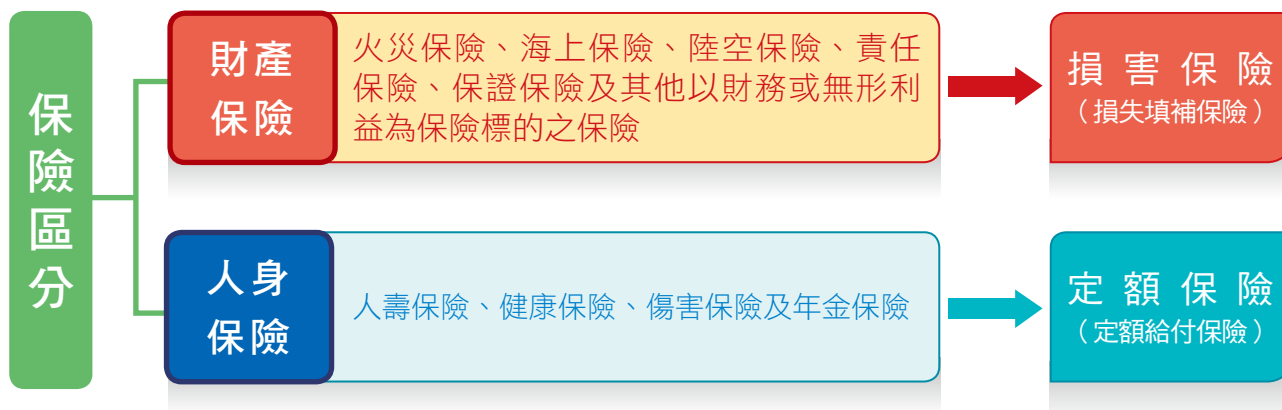 保險區分
財產
保險
火災保險、海上保險、陸空保險、責任
保險、保證保險及其他以財務或無形利
益為保險標的之保險
損害保險
（損失填補保險）
人身
保險
人壽保險、健康保險、傷害保險及年金保險
定額保險
（定額給付保險）